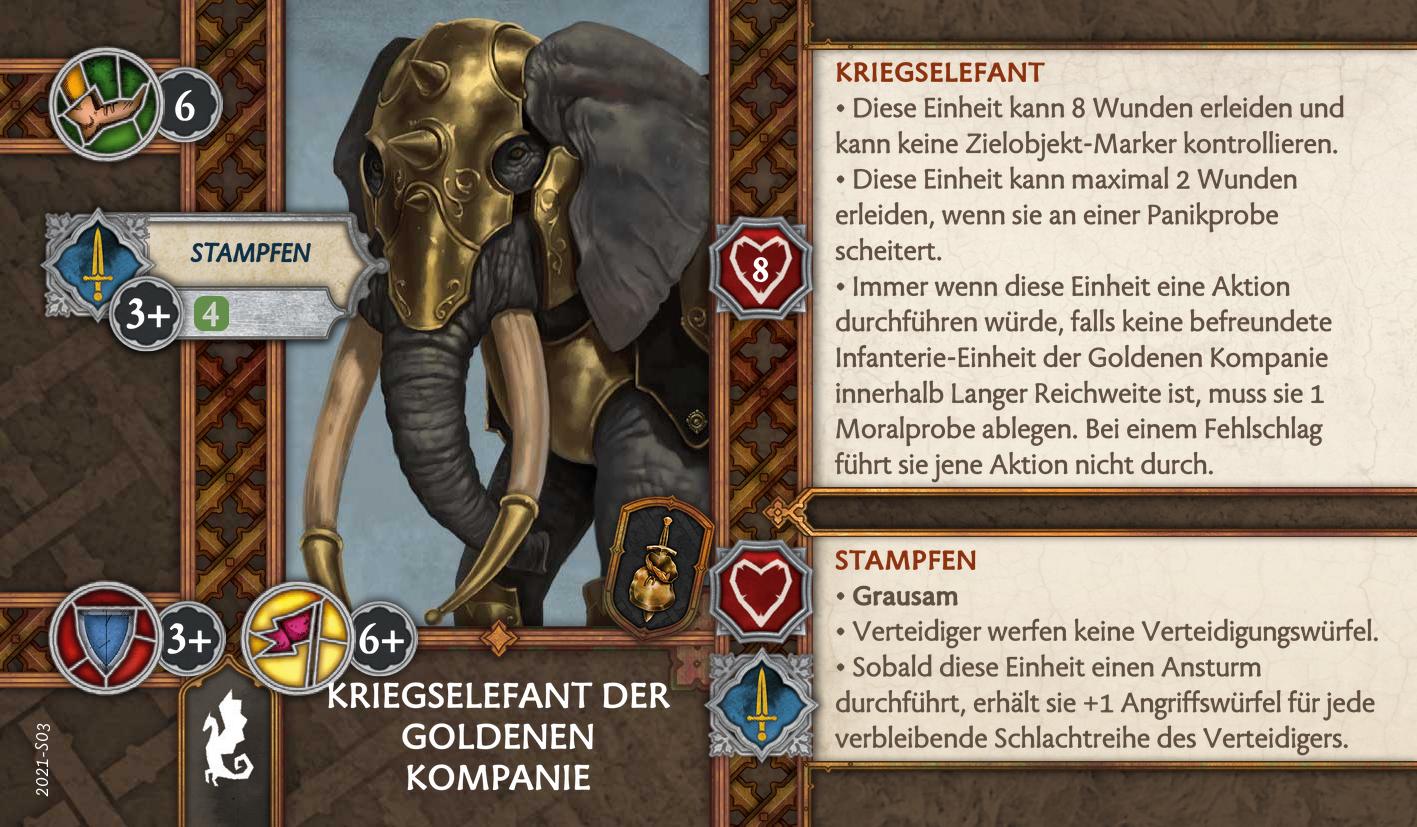 6
STAMPFEN
3+
4
8
3+
6+
KRIEGSELEFANT DER
GOLDENEN
KOMPANIE
2021-S03
KRIEGSELEFANT
• Diese Einheit kann 8 Wunden erleiden und
kann keine Zielobjekt-Marker kontrollieren.
• Diese Einheit kann maximal 2 Wunden
erleiden, wenn sie an einer Panikprobe
scheitert.
• Immer wenn diese Einheit eine Aktion
durchführen würde, falls keine befreundete
Infanterie-Einheit der Goldenen Kompanie
innerhalb Langer Reichweite ist, muss sie 1
Moralprobe ablegen. Bei einem Fehlschlag
führt sie jene Aktion nicht durch.
STAMPFEN
• Grausam
• Verteidiger werfen keine Verteidigungswürfel.
• Sobald diese Einheit einen Ansturm
durchführt, erhält sie +1 Angriffswürfel für jede
verbleibende Schlachtreihe des Verteidigers.